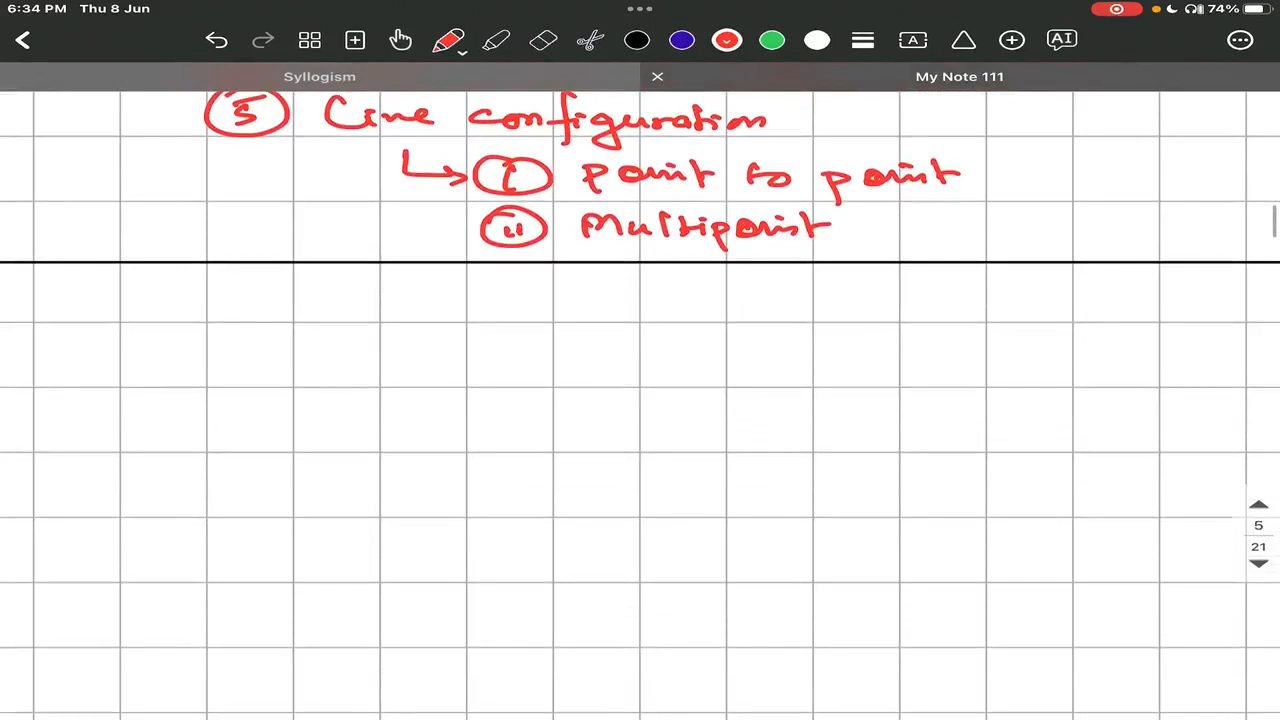 6:34 PM Thu 8 Jun
74%
A
AI
Syllogism
My Note 111
5 Line configuration
i point to point
ii Multipoint
5
21